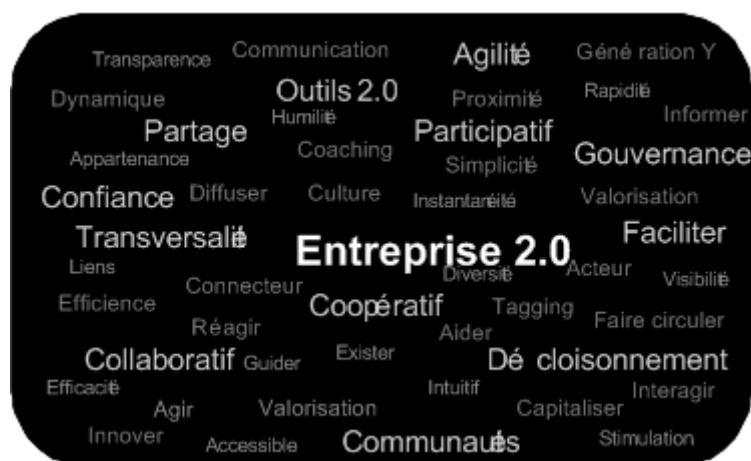 Transparence Communication Agilité Géné ration Y
Dynamique Outils 2.0 Proximité Rapidité
Humilité Informer
Partage Participatif
Appartenance Coaching Simplicité Gouvernance
Confiance Diffuser Culture Instantanéité Valorisation
Transversalité Entreprise 2.0 Faciliter
Liens Diversité Acteur Visibilité
Efficience Connecteur Coopératif Tagging
Réagir Aider Faire circuler
Collaboratif Guider Exister Dé cloisonnement
Efficacité Intuitif Interagir
Agir Valorisation Capitaliser
Innover Accessible Communautés Stimulation